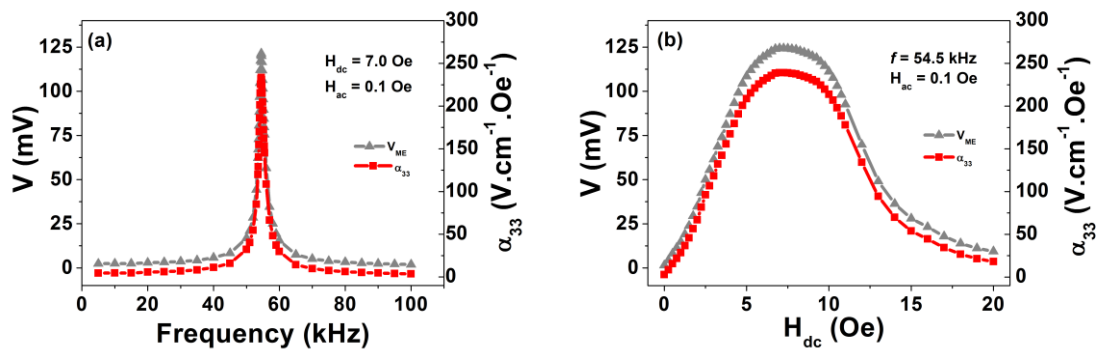 (a)
H_dc = 7.0 Oe
H_ac = 0.1 Oe
V_ME
α_33
V (mV)
125
100
75
50
25
0
α_33 (V.cm^-1.Oe^-1)
300
250
200
150
100
50
0
0 20 40 60 80 100
Frequency (kHz)
(b)
f = 54.5 kHz
H_ac = 0.1 Oe
V_ME
α_33
V (mV)
125
100
75
50
25
0
α_33 (V.cm^-1.Oe^-1)
300
250
200
150
100
50
0
0 5 10 15 20
H_dc (Oe)